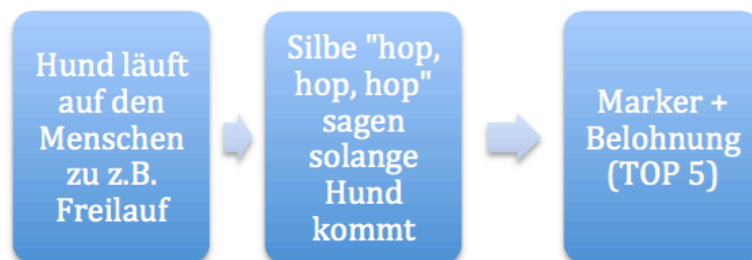 Hund läuft
auf den
Menschen
zu z.B.
Freilauf
Silbe "hop,
hop, hop"
sagen
solange
Hund
kommt
Marker +
Belohnung
(TOP 5)